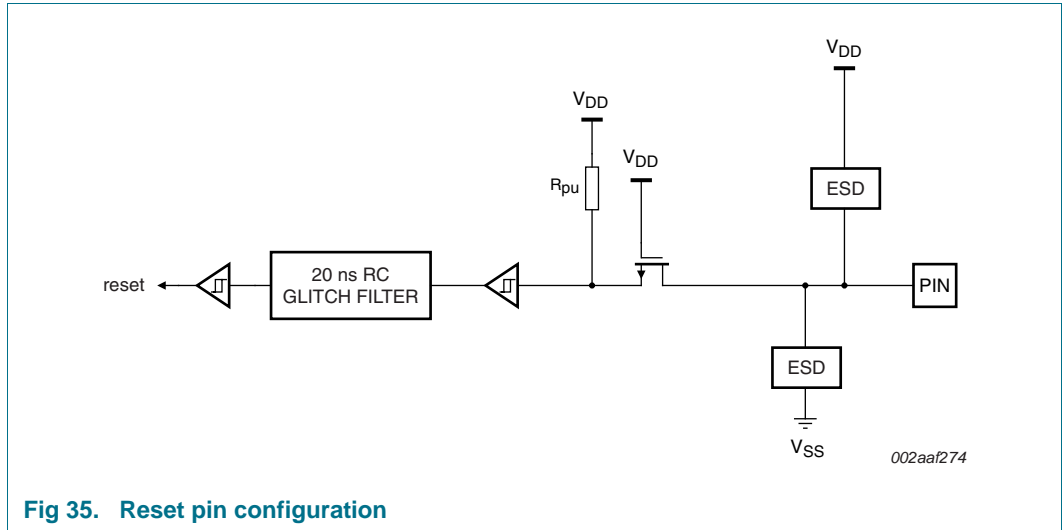 VDD
VDD
VDD
Rpu
ESD
reset
20 ns RC
GLITCH FILTER
PIN
ESD
VSS
002aaf274
Fig 35. Reset pin configuration